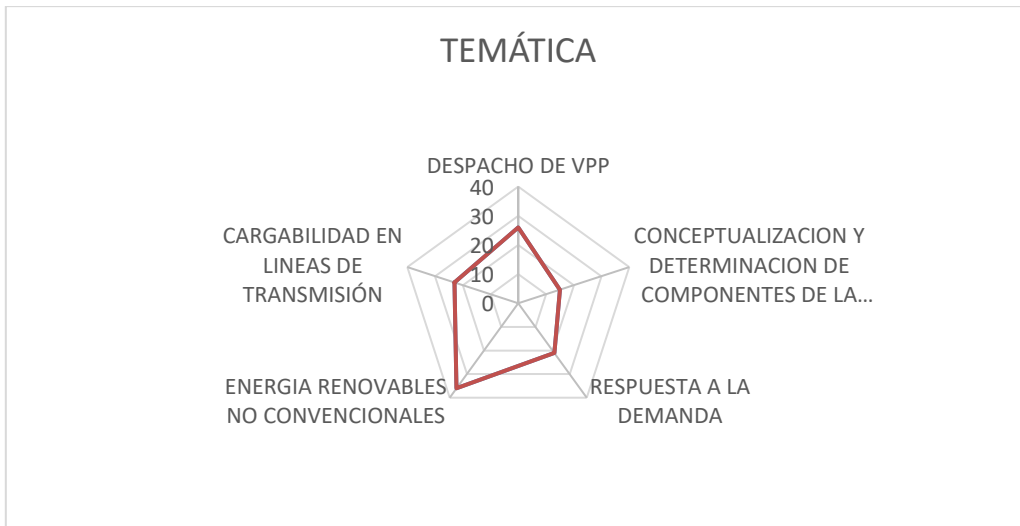 TEMÁTICA
DESPACHO DE VPP
40
30
20
10
0
CONCEPTUALIZACION Y
DETERMINACION DE
COMPONENTES DE LA...
RESPUESTA A LA
DEMANDA
ENERGIA RENOVABLES
NO CONVENCIONALES
CARGABILIDAD EN
LINEAS DE
TRANSMISIÓN